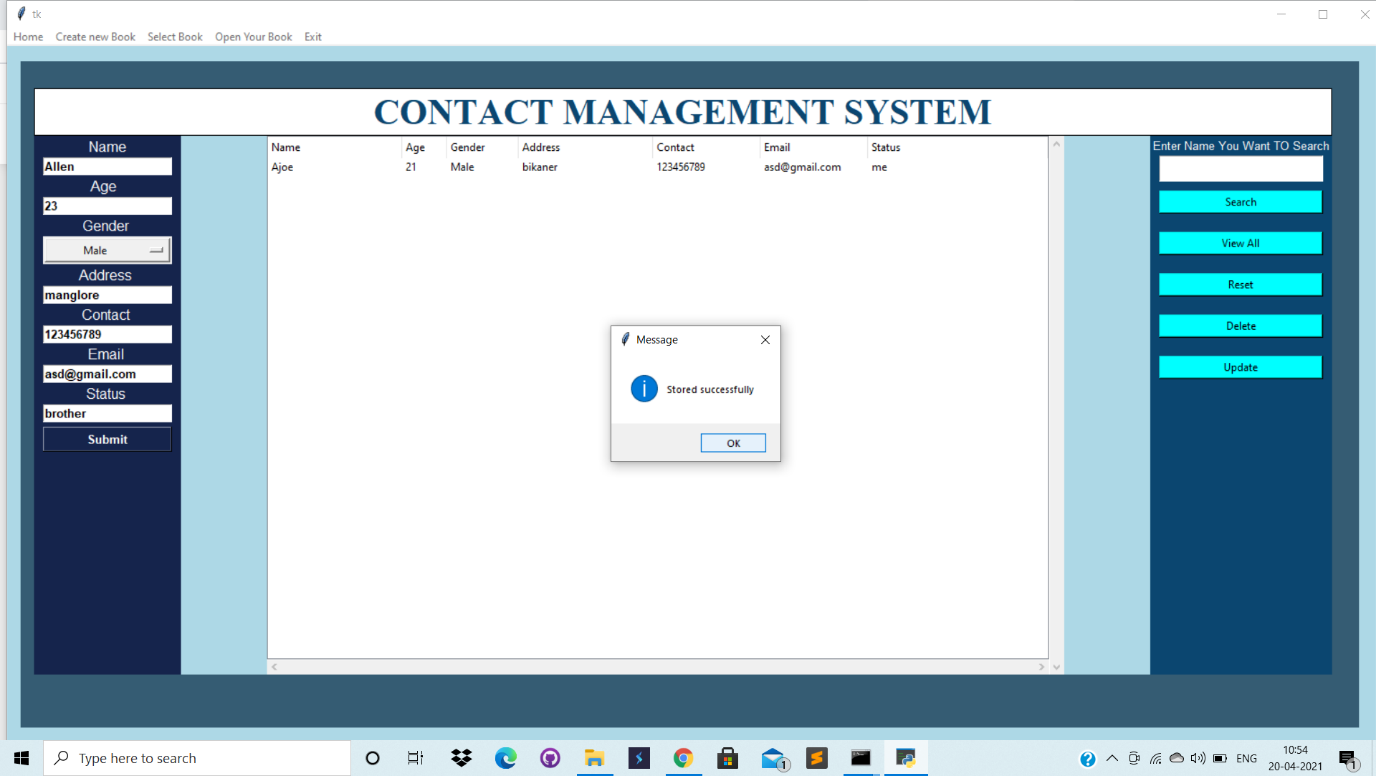 tk
Home Create new Book Select Book Open Your Book Exit
CONTACT MANAGEMENT SYSTEM
Name
Allen
Age
23
Gender
Male
Address
manglore
Contact
123456789
Email
asd@gmail.com
Status
brother
Submit
Name Age Gender Address Contact Email Status
Ajoe 21 Male bikaner 123456789 asd@gmail.com me
Message
Stored successfully
OK
Enter Name You Want TO Search
Search
View All
Reset
Delete
Update
Type here to search
1
ENG
10:54
20-04-2021
1